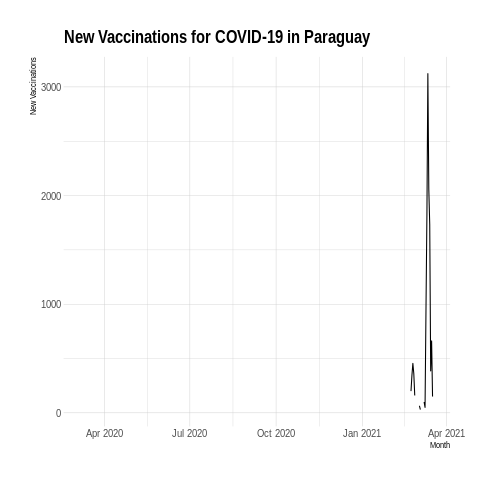 New Vaccinations for COVID-19 in Paraguay
New Vaccinations
3000
2000
1000
0
Apr 2020 Jul 2020 Oct 2020 Jan 2021 Apr 2021
Month